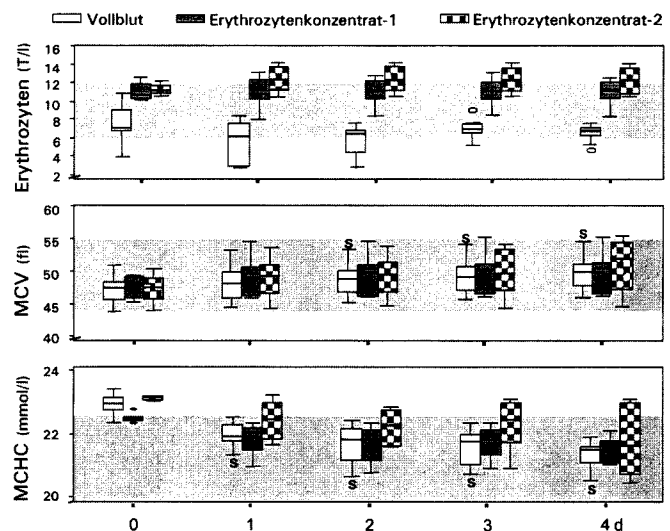 Vollblut Erythrozytenkonzentrat-1 Erythrozytenkonzentrat-2
Erythrozyten (T/l)
16
14
12
10
8
6
4
2
MCV (fl)
60
55
50
45
40
s
s
s
MCHC (mmol/l)
24
22
20
s
s
s
s
0 1 2 3 4 d